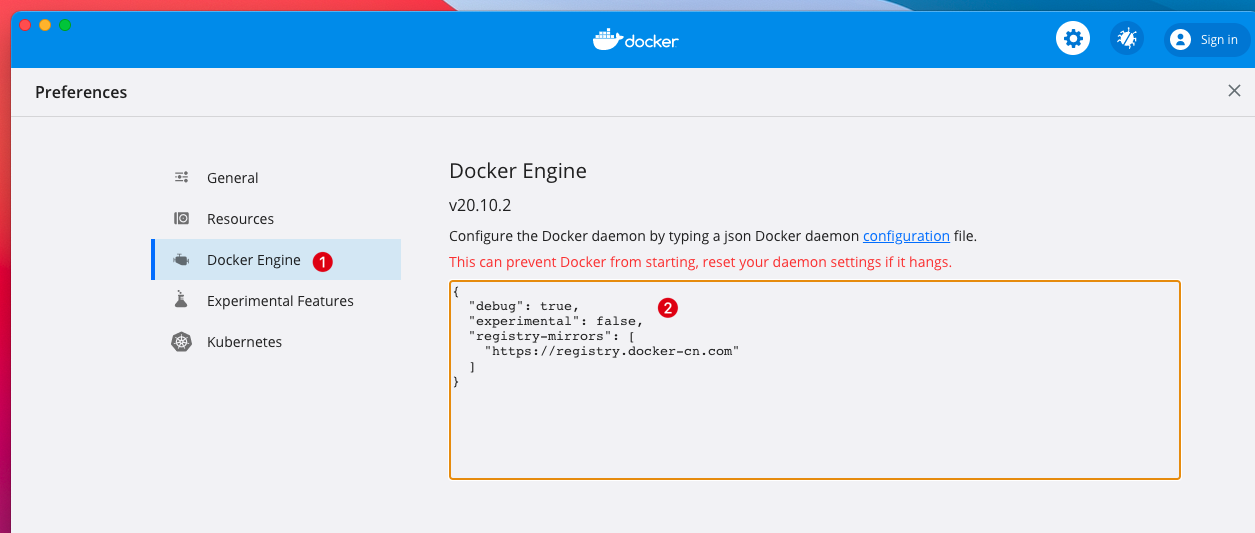 docker
Sign in
Preferences
General
Resources
Docker Engine 1
Experimental Features
Kubernetes
Docker Engine
v20.10.2
Configure the Docker daemon by typing a json Docker daemon configuration file.
This can prevent Docker from starting, reset your daemon settings if it hangs.
{
  "debug": true, 2
  "experimental": false,
  "registry-mirrors": [
    "https://registry.docker-cn.com"
  ]
}